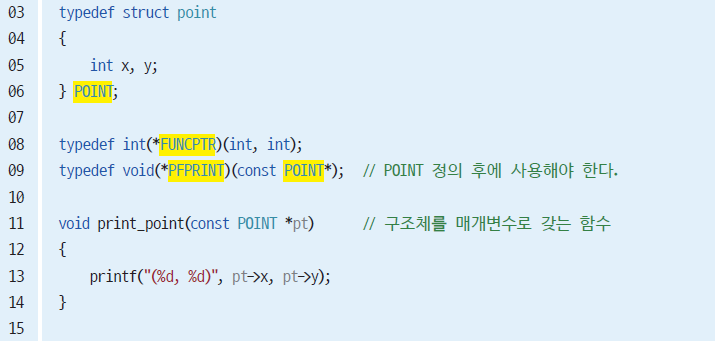 03 typedef struct point
04 {
05     int x, y;
06 } POINT;
07
08 typedef int(*FUNCPTR)(int, int);
09 typedef void(*PFPRINT)(const POINT*);  // POINT 정의 후에 사용해야 한다.
10
11 void print_point(const POINT *pt)      // 구조체를 매개변수로 갖는 함수
12 {
13     printf("(%d, %d)", pt->x, pt->y);
14 }
15